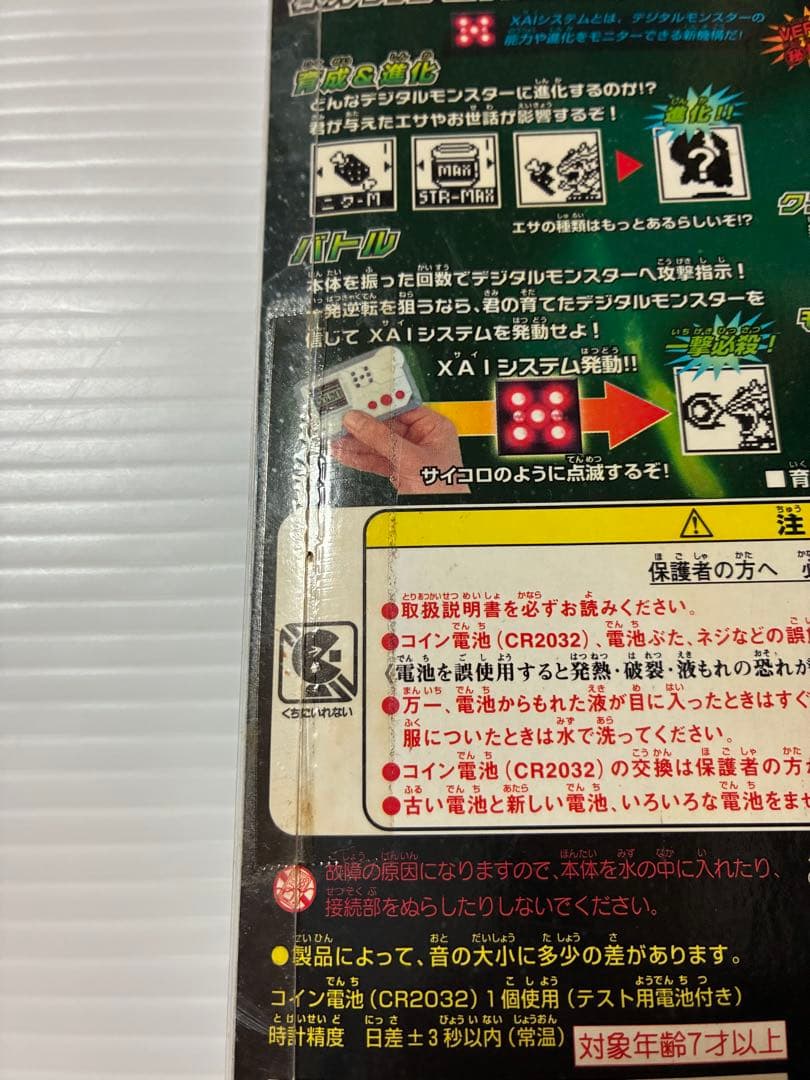 XAIシステムとは、デジタルモンスターの
能力や進化をモニターできる新機構だ!
育成&進化
どんなデジタルモンスターに進化するのか!?
君が与えたエサやお世話が影響するぞ!
進化!!
ニク-M
MAX
STR-MAX
?
エサの種類はもっとあるらしいぞ!?
バトル
本体を振った回数でデジタルモンスターへ攻撃指示!
一発逆転を狙うなら、君の育てたデジタルモンスターを
信じてXAIシステムを発動せよ!
一撃必殺!
XAIシステム発動!!
サイコロのように点滅するぞ!
■育
注
保護者の方へ
●取扱説明書を必ずお読みください。
●コイン電池(CR2032)、電池ぶた、ネジなどの誤
〈電池を誤使用すると発熱・破裂・液もれの恐れが
●万一、電池からもれた液が目に入ったときはすぐ
服についたときは水で洗ってください。
●コイン電池(CR2032)の交換は保護者の方が
●古い電池と新しい電池、いろいろな電池をませ
くちにいれない
故障の原因になりますので、本体を水の中に入れたり、
接続部をぬらしたりしないでください。
●製品によって、音の大小に多少の差があります。
コイン電池(CR2032)1個使用(テスト用電池付き)
時計精度 日差±3秒以内(常温)
対象年齢7才以上